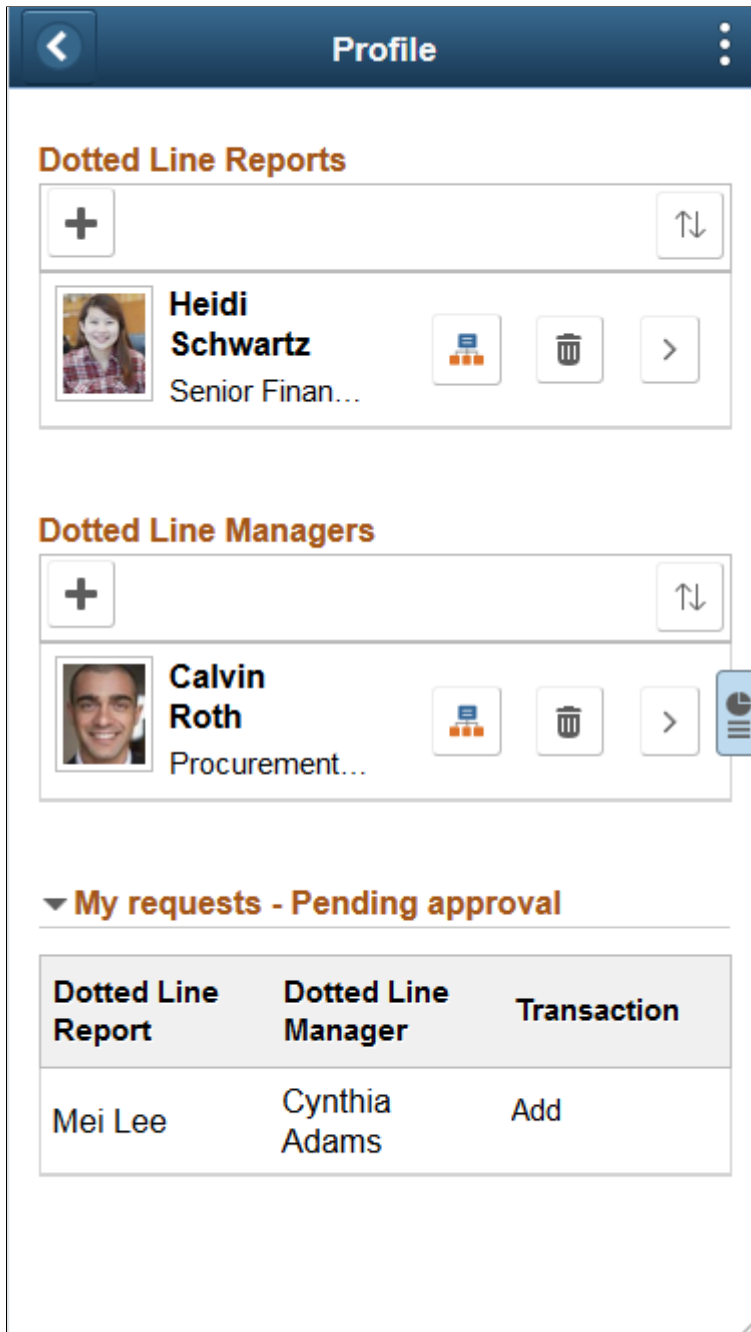 Profile
Dotted Line Reports
Heidi
Schwartz
Senior Finan...
Dotted Line Managers
Calvin
Roth
Procurement...
My requests - Pending approval
Dotted Line Report
Dotted Line Manager
Transaction
Mei Lee
Cynthia Adams
Add